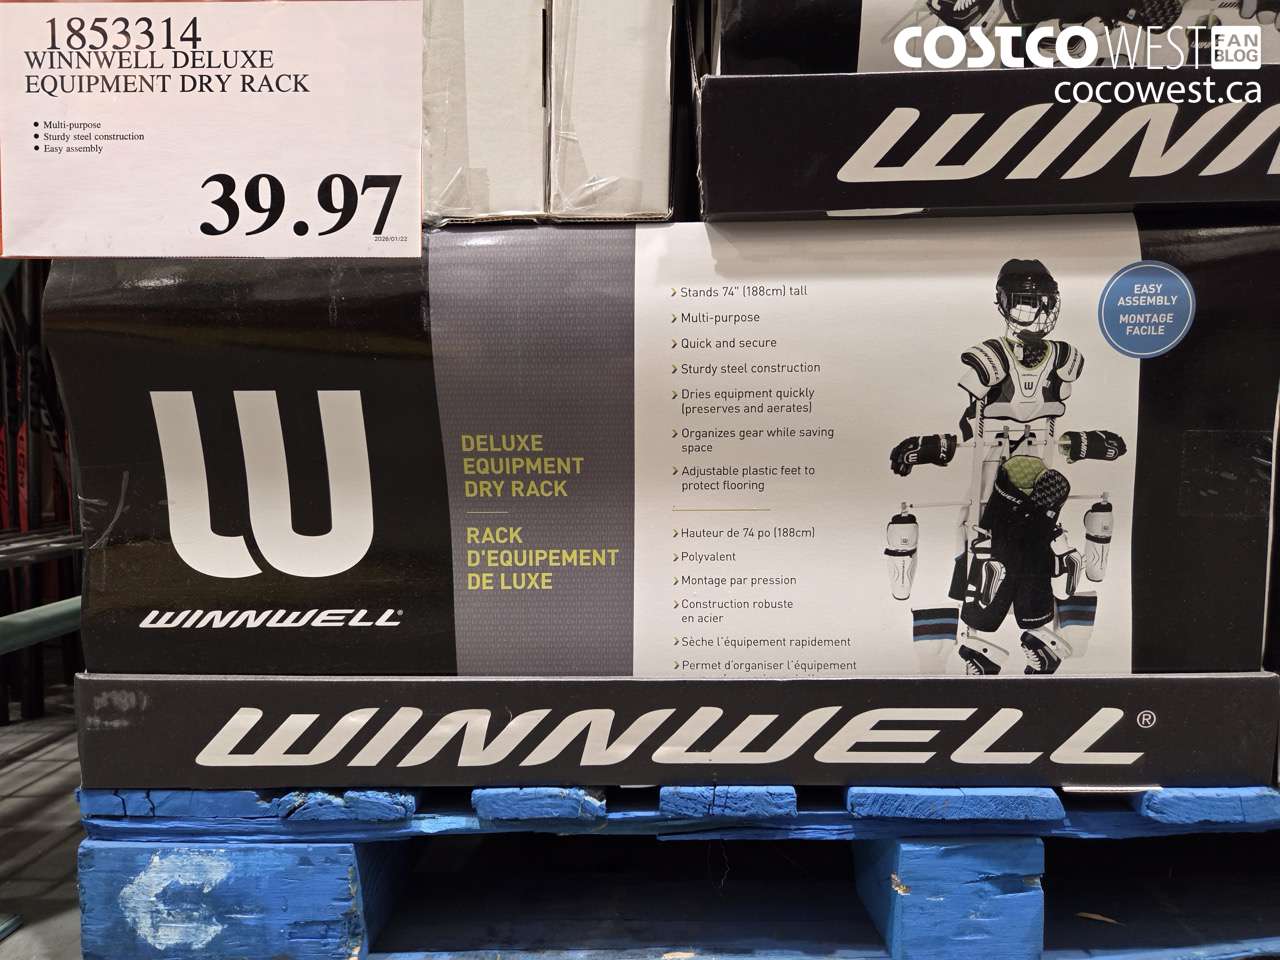 1853314
WINNWELL DELUXE
EQUIPMENT DRY RACK
• Multi-purpose
• Sturdy steel construction
• Easy assembly
39.97
2026/01/22
COSTCO WEST FAN BLOG
cocowest.ca
WINN
WINNWELL®
DELUXE
EQUIPMENT
DRY RACK
RACK
D'EQUIPEMENT
DE LUXE
Stands 74" (188cm) tall
Multi-purpose
Quick and secure
Sturdy steel construction
Dries equipment quickly
(preserves and aerates)
Organizes gear while saving
space
Adjustable plastic feet to
protect flooring
Hauteur de 74 po (188cm)
Polyvalent
Montage par pression
Construction robuste
en acier
Sèche l'équipement rapidement
Permet d'organiser l'équipement
EASY
ASSEMBLY
MONTAGE
FACILE
WINNWELL®